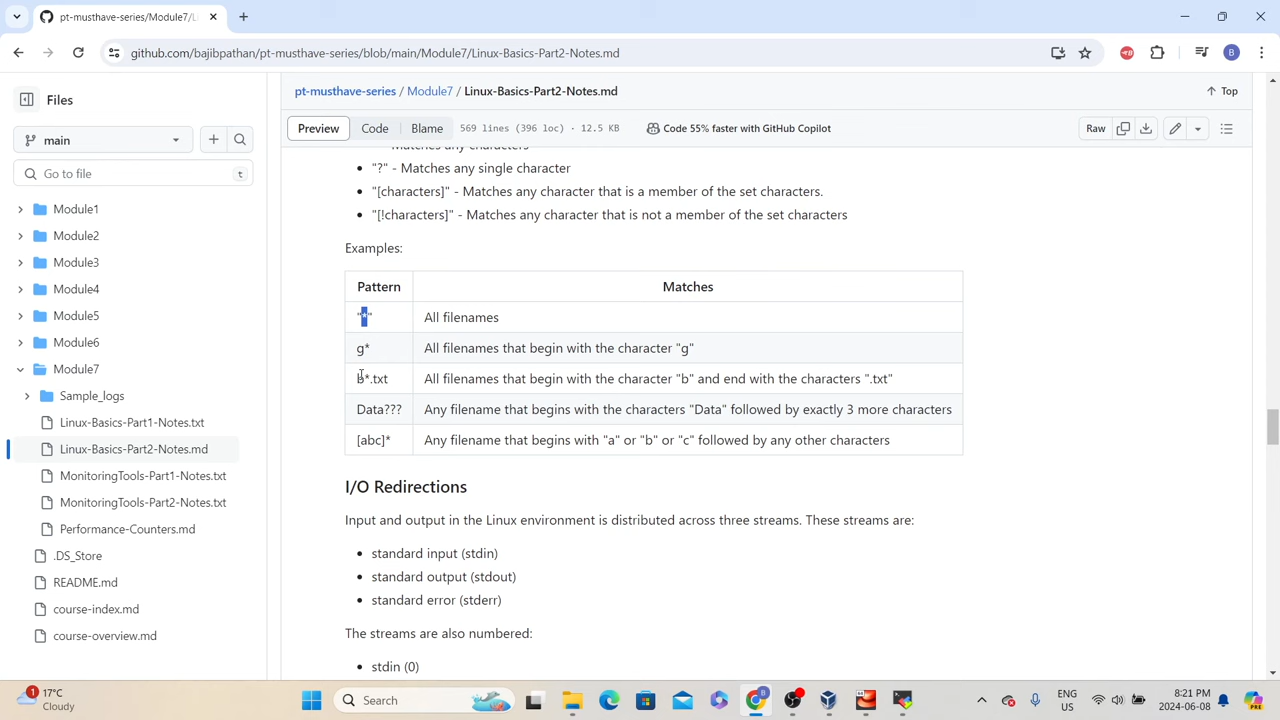 pt-musthave-series/Module7/L
github.com/bajibpathan/pt-musthave-series/blob/main/Module7/Linux-Basics-Part2-Notes.md
B
Files
main
Go to file
t
Module1
Module2
Module3
Module4
Module5
Module6
Module7
Sample_logs
Linux-Basics-Part1-Notes.txt
Linux-Basics-Part2-Notes.md
MonitoringTools-Part1-Notes.txt
MonitoringTools-Part2-Notes.txt
Performance-Counters.md
.DS_Store
README.md
course-index.md
course-overview.md
pt-musthave-series / Module7 / Linux-Basics-Part2-Notes.md
Top
Preview Code Blame 569 lines (396 loc) · 12.5 KB Code 55% faster with GitHub Copilot Raw
• "?" - Matches any single character
• "[characters]" - Matches any character that is a member of the set characters.
• "[!characters]" - Matches any character that is not a member of the set characters
Examples:
Pattern Matches
"*" All filenames
g* All filenames that begin with the character "g"
b*.txt All filenames that begin with the character "b" and end with the characters ".txt"
Data??? Any filename that begins with the characters "Data" followed by exactly 3 more characters
[abc]* Any filename that begins with "a" or "b" or "c" followed by any other characters
I/O Redirections
Input and output in the Linux environment is distributed across three streams. These streams are:
• standard input (stdin)
• standard output (stdout)
• standard error (stderr)
The streams are also numbered:
• stdin (0)
1
17°C
Cloudy
Search
B
ENG
US
8:21 PM
2024-06-08
PRE